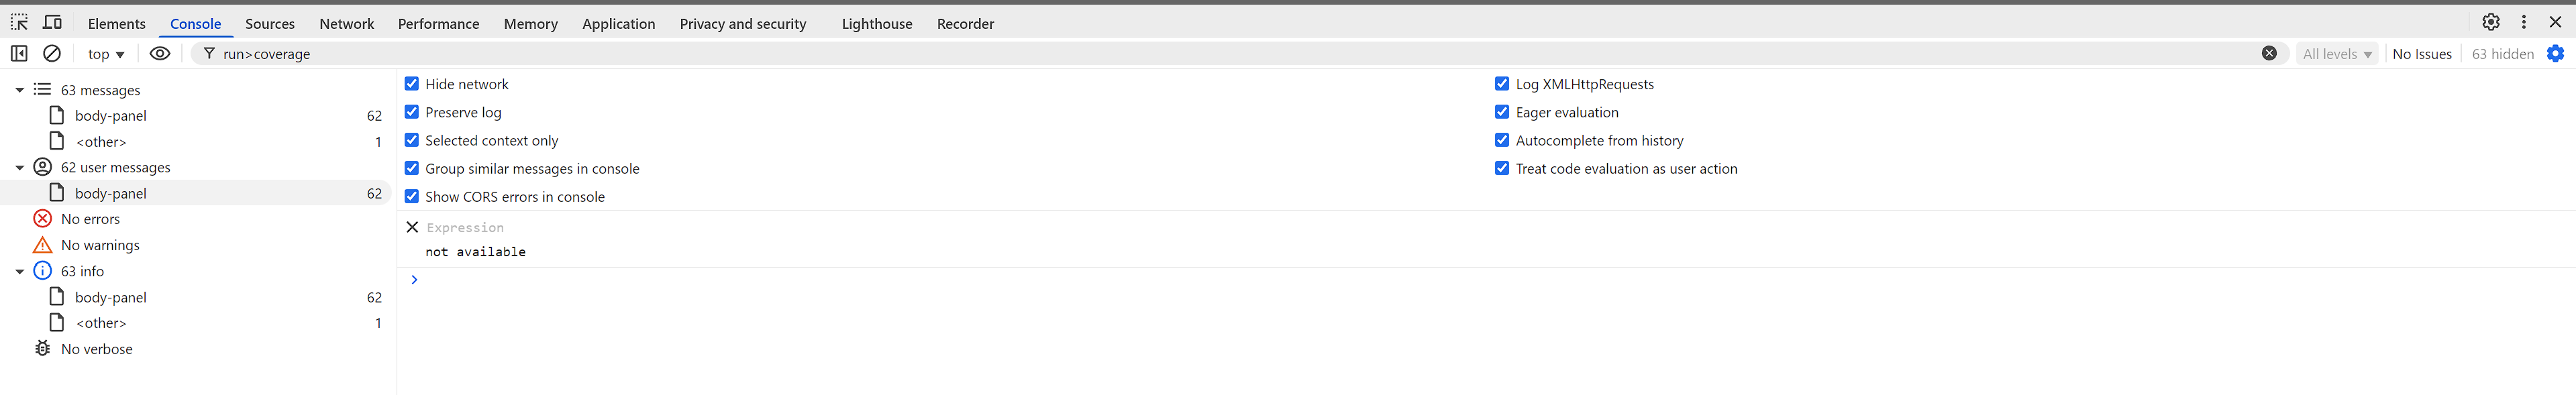 Elements Console Sources Network Performance Memory Application Privacy and security Lighthouse Recorder
top run>coverage All levels No Issues 63 hidden
63 messages
body-panel 62
<other> 1
62 user messages
body-panel 62
No errors
No warnings
63 info
body-panel 62
<other> 1
No verbose
Hide network
Preserve log
Selected context only
Group similar messages in console
Show CORS errors in console
Log XMLHttpRequests
Eager evaluation
Autocomplete from history
Treat code evaluation as user action
Expression
not available